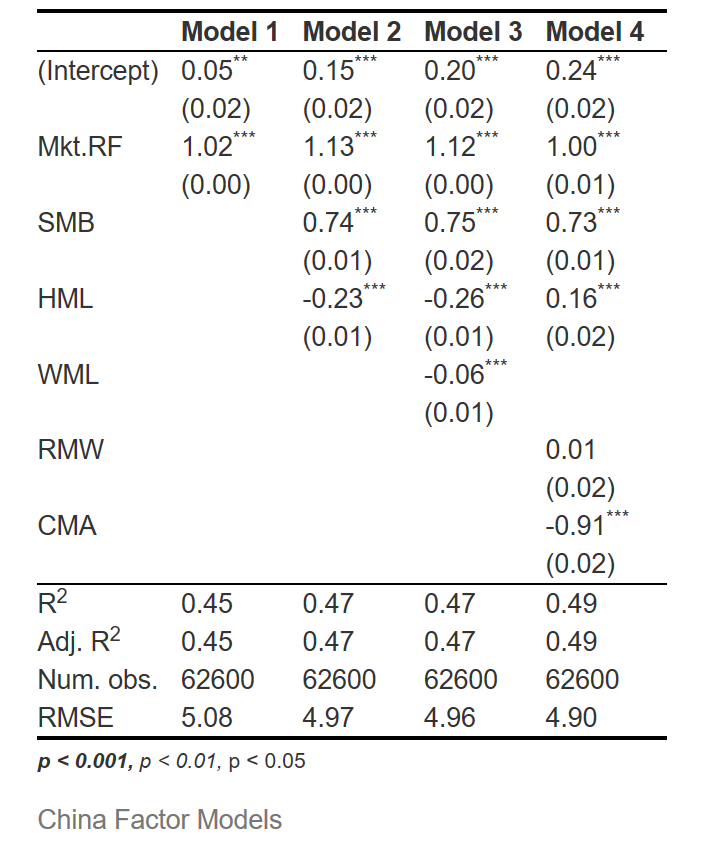 Model 1 Model 2 Model 3 Model 4
(Intercept) 0.05** 0.15*** 0.20*** 0.24***
(0.02) (0.02) (0.02) (0.02)
Mkt.RF 1.02*** 1.13*** 1.12*** 1.00***
(0.00) (0.00) (0.00) (0.01)
SMB 0.74*** 0.75*** 0.73***
(0.01) (0.02) (0.01)
HML -0.23*** -0.26*** 0.16***
(0.01) (0.01) (0.02)
WML -0.06***
(0.01)
RMW 0.01
(0.02)
CMA -0.91***
(0.02)
R2 0.45 0.47 0.47 0.49
Adj. R2 0.45 0.47 0.47 0.49
Num. obs. 62600 62600 62600 62600
RMSE 5.08 4.97 4.96 4.90
p < 0.001, p < 0.01, p < 0.05
China Factor Models